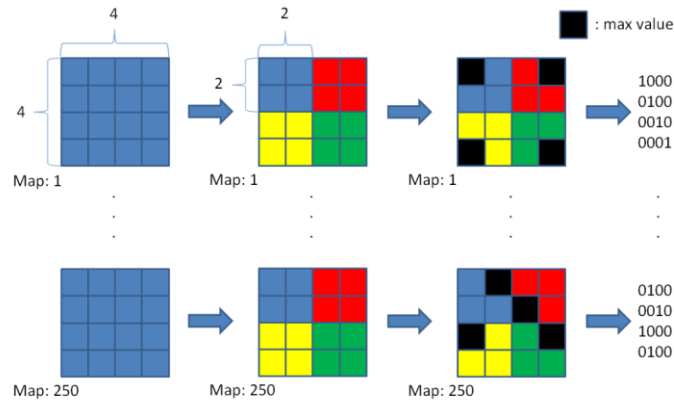 4
2
: max value
4
2
1000
0100
0010
0001
Map: 1
Map: 1
Map: 1
. . . .
. . . .
. . . .
0100
0010
1000
0100
Map: 250
Map: 250
Map: 250